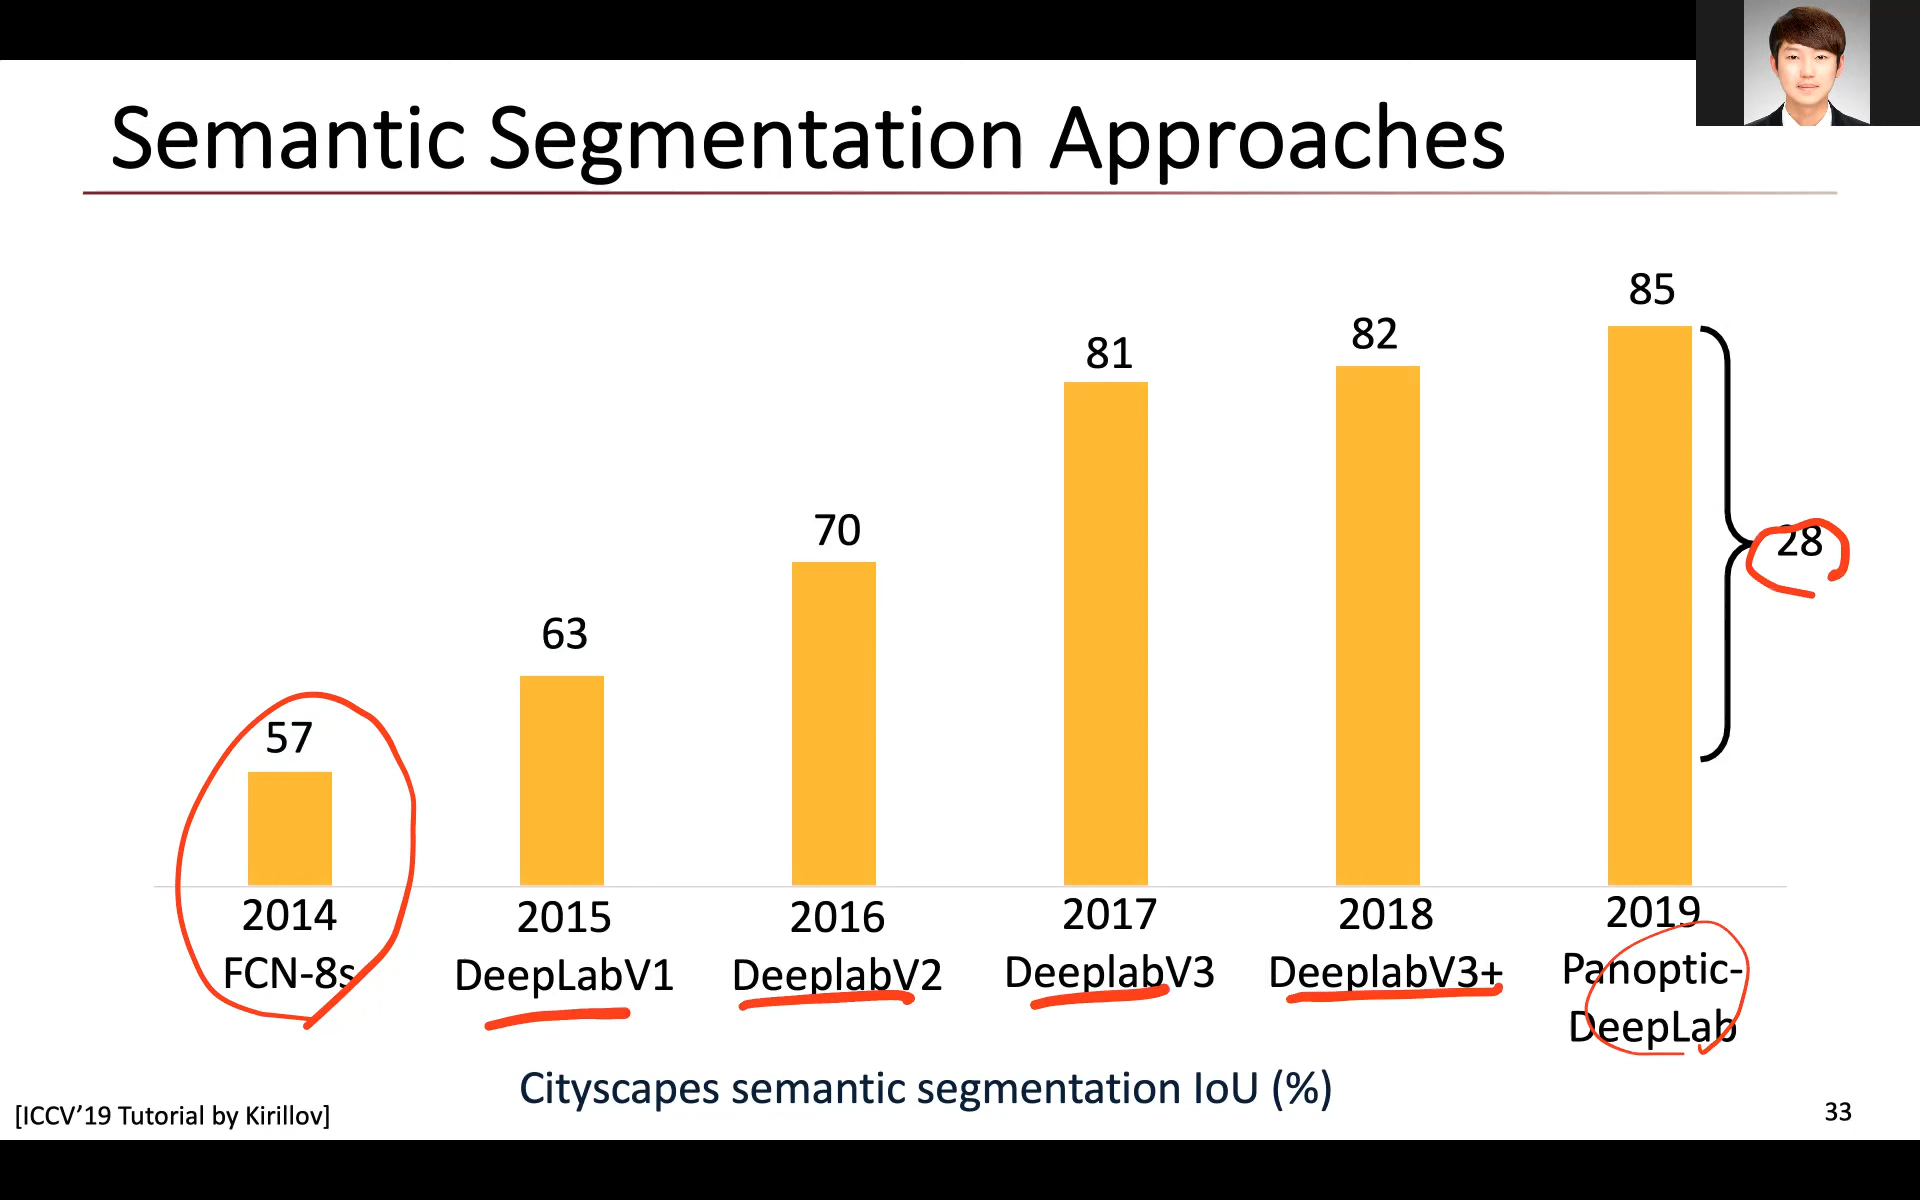 Semantic Segmentation Approaches
57
63
70
81
82
85
28
2014
2015
2016
2017
2018
2019
FCN-8s
DeepLabV1
DeeplabV2
DeeplabV3
DeeplabV3+
Panoptic-
DeepLab
Cityscapes semantic segmentation IoU (%)
[ICCV’19 Tutorial by Kirillov]
33